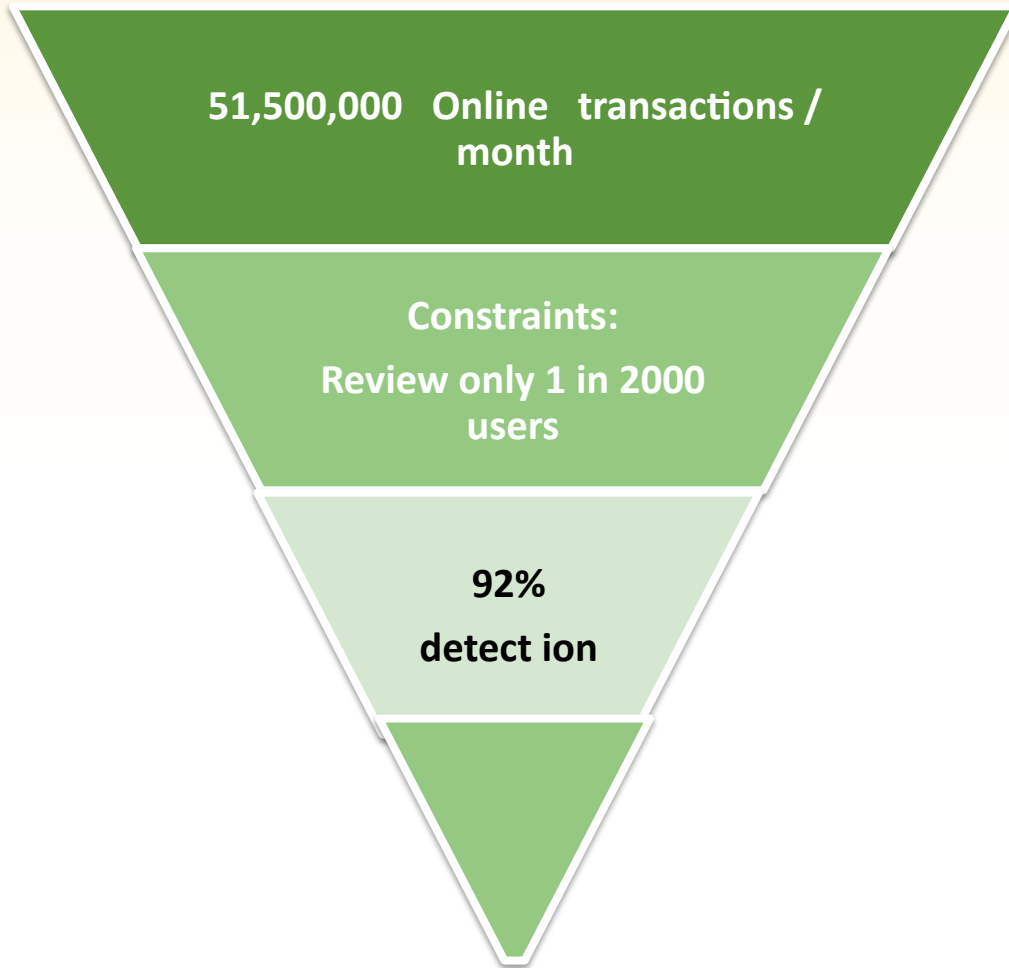 51,500,000 Online transactions /
month
Constraints:
Review only 1 in 2000
users
92%
detect ion